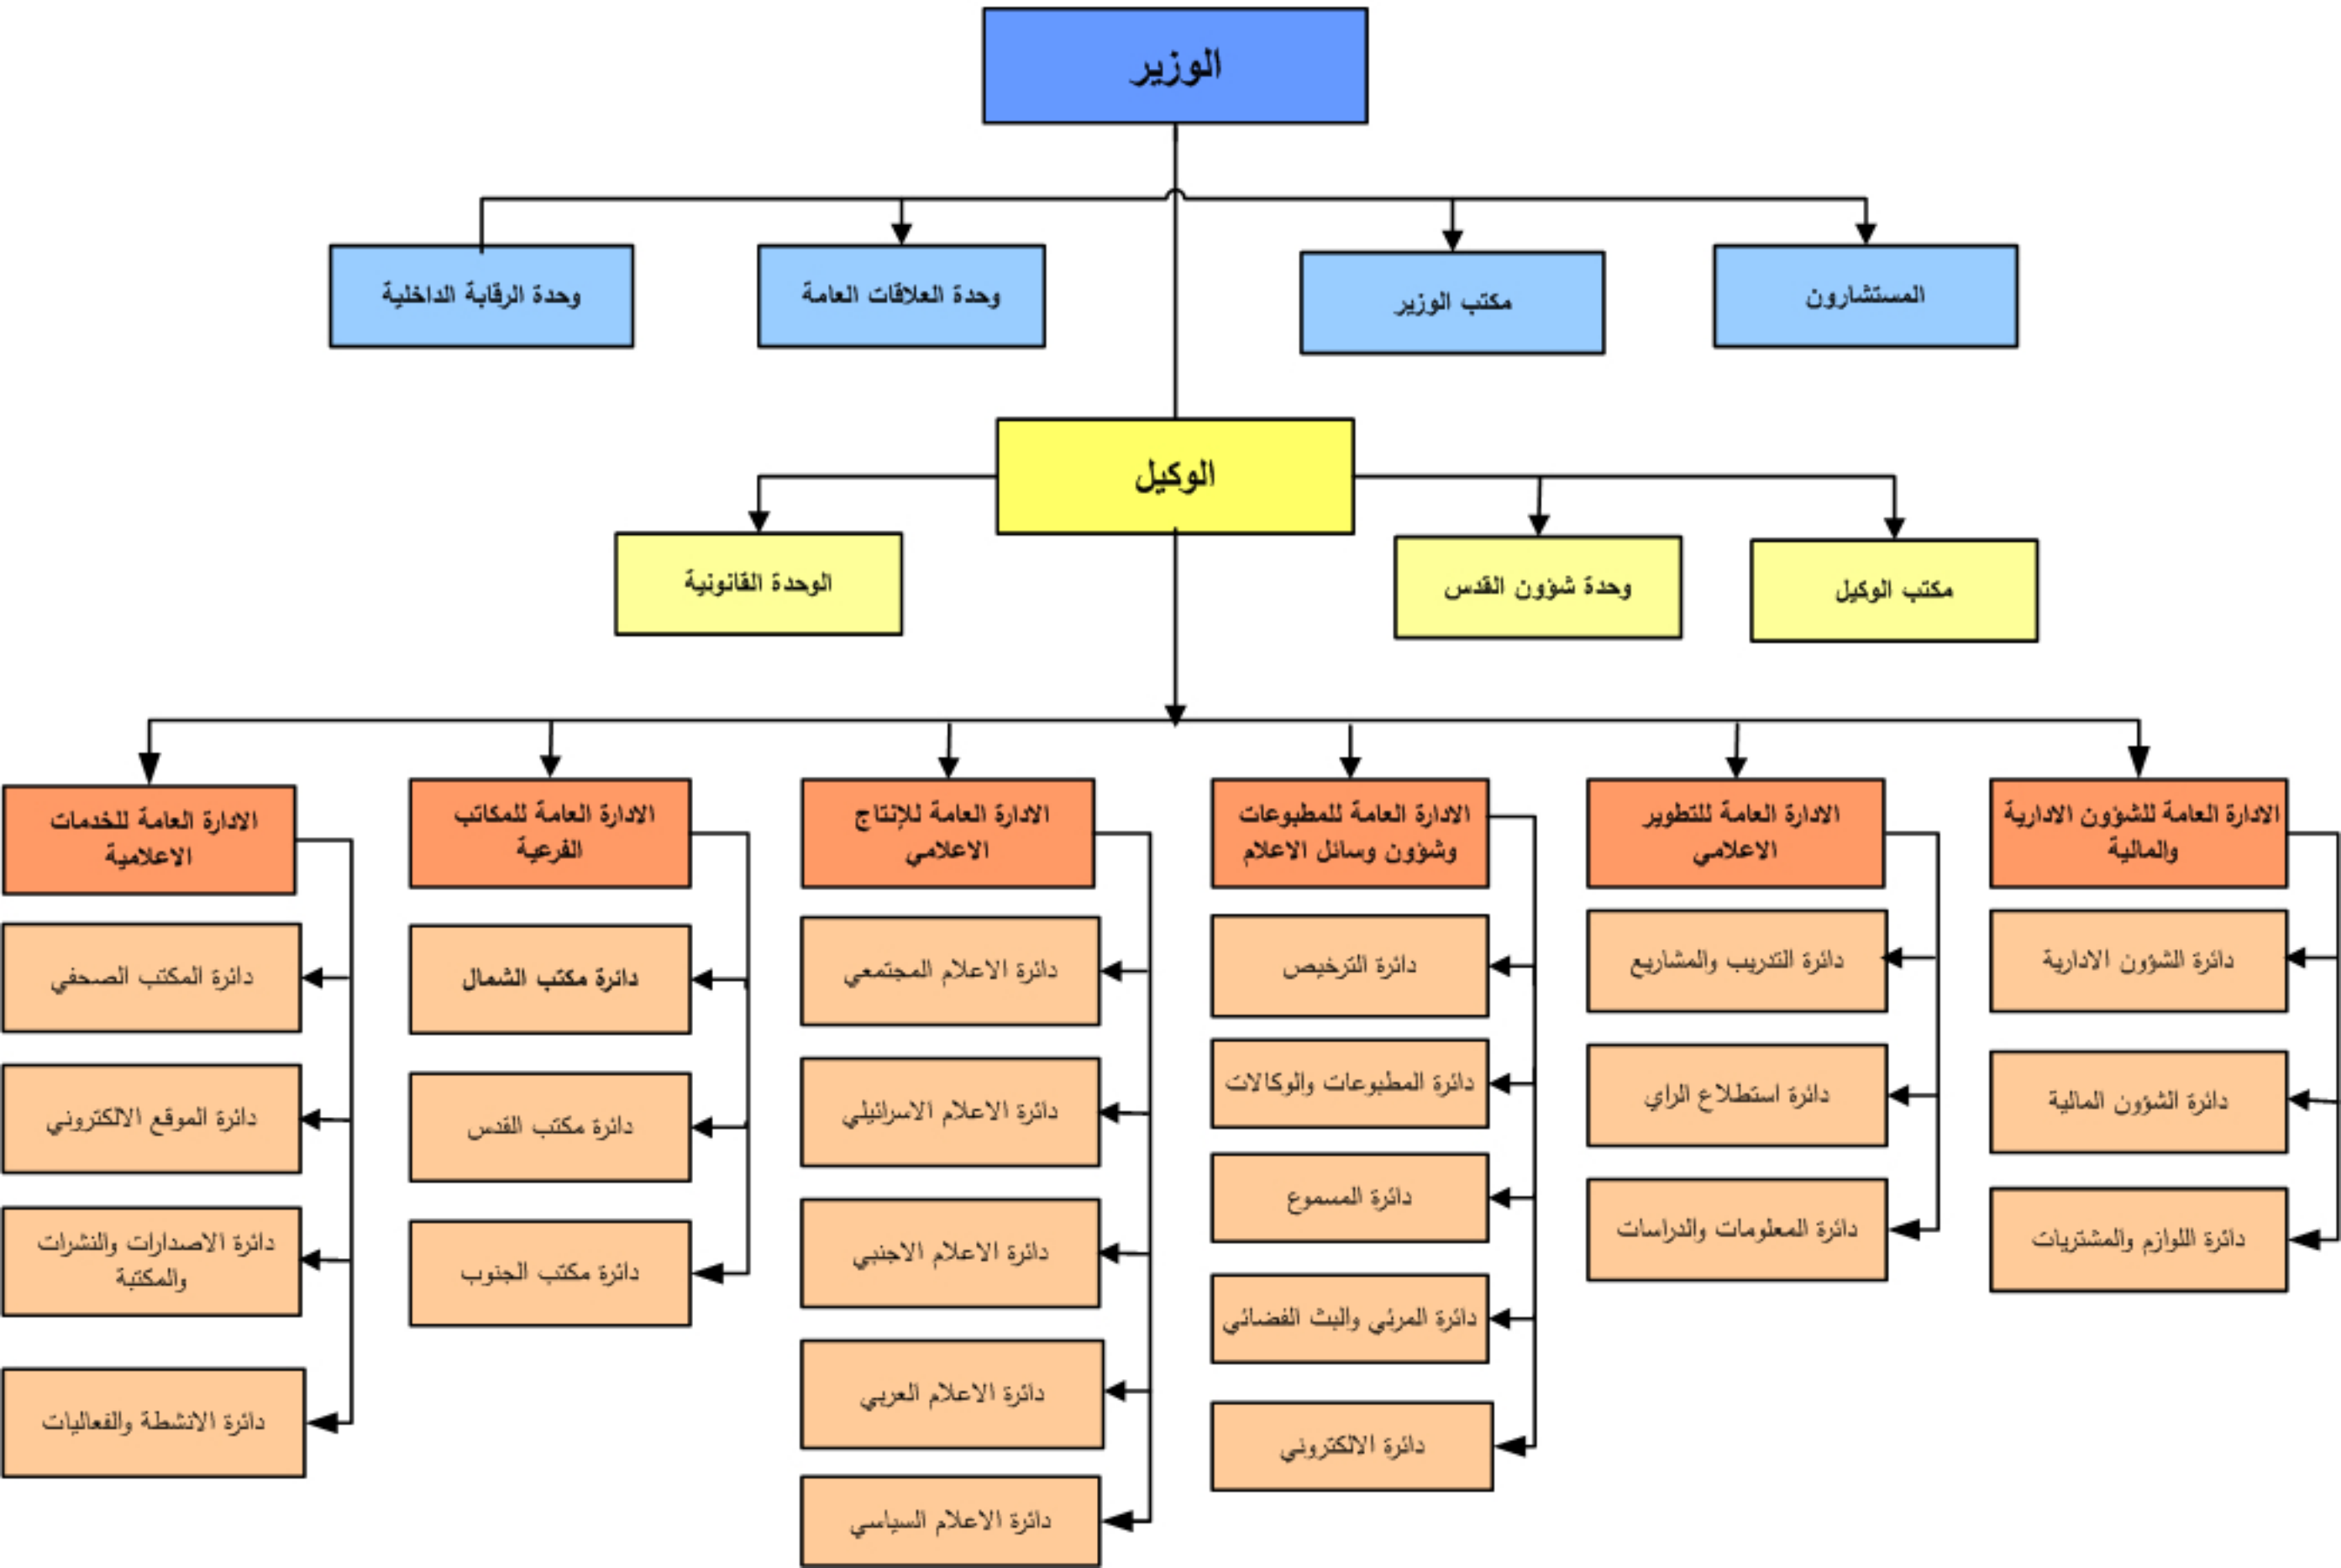 الوزير
المستشارون
مكتب الوزير
وحدة العلاقات العامة
وحدة الرقابة الداخلية
الوكيل
مكتب الوكيل
وحدة شؤون القدس
الوحدة القانونية
الادارة العامة للشؤون الادارية
والمالية
دائرة الشؤون الادارية
دائرة الشؤون المالية
دائرة اللوازم والمشتريات
الادارة العامة للتطوير
الاعلامي
دائرة التدريب والمشاريع
دائرة استطلاع الراي
دائرة المعلومات والدراسات
الادارة العامة للمطبوعات
وشؤون وسائل الاعلام
دائرة الترخيص
دائرة المطبوعات والوكالات
دائرة المسموع
دائرة المرئي والبث الفضائي
دائرة الالكتروني
الادارة العامة للإنتاج
الاعلامي
دائرة الاعلام المجتمعي
دائرة الاعلام الاسرائيلي
دائرة الاعلام الاجنبي
دائرة الاعلام العربي
دائرة الاعلام السياسي
الادارة العامة للمكاتب
الفرعية
دائرة مكتب الشمال
دائرة مكتب القدس
دائرة مكتب الجنوب
الادارة العامة للخدمات
الاعلامية
دائرة المكتب الصحفي
دائرة الموقع الالكتروني
دائرة الاصدارات والنشرات
والمكتبة
دائرة الانشطة والفعاليات